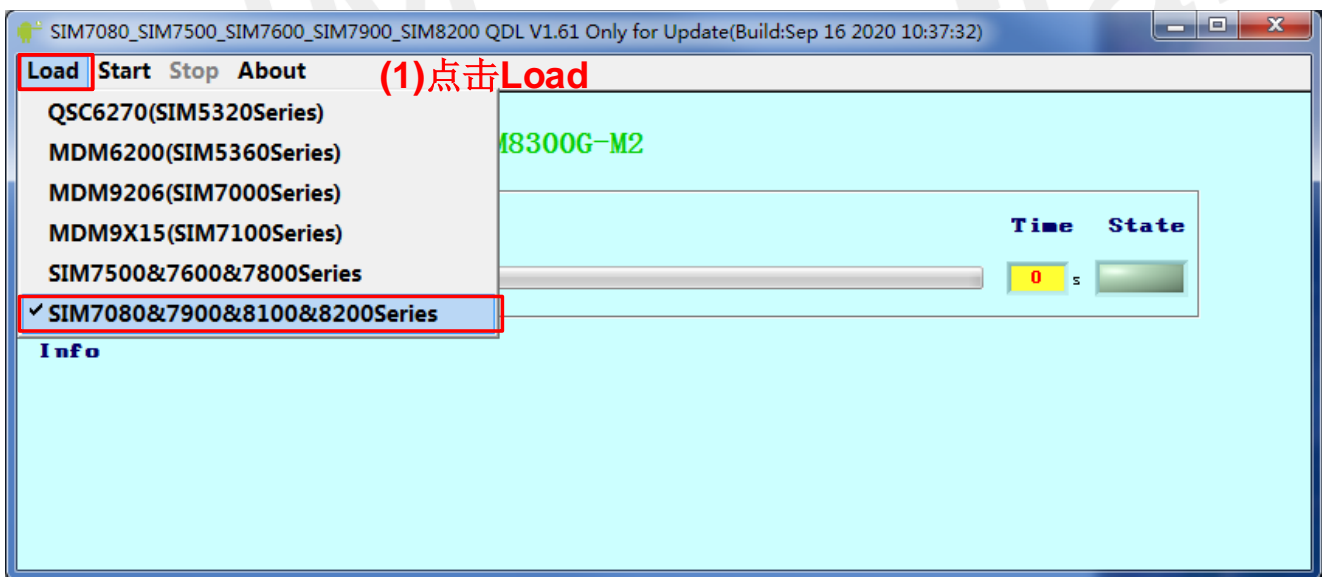 SIM7080_SIM7500_SIM7600_SIM7900_SIM8200 QDL V1.61 Only for Update(Build:Sep 16 2020 10:37:32)
Load Start Stop About
(1)点击Load
QSC6270(SIM5320Series)
MDM6200(SIM5360Series)
M8300G-M2
MDM9206(SIM7000Series)
MDM9X15(SIM7100Series)
Time State
SIM7500&7600&7800Series
0 s
SIM7080&7900&8100&8200Series
Info